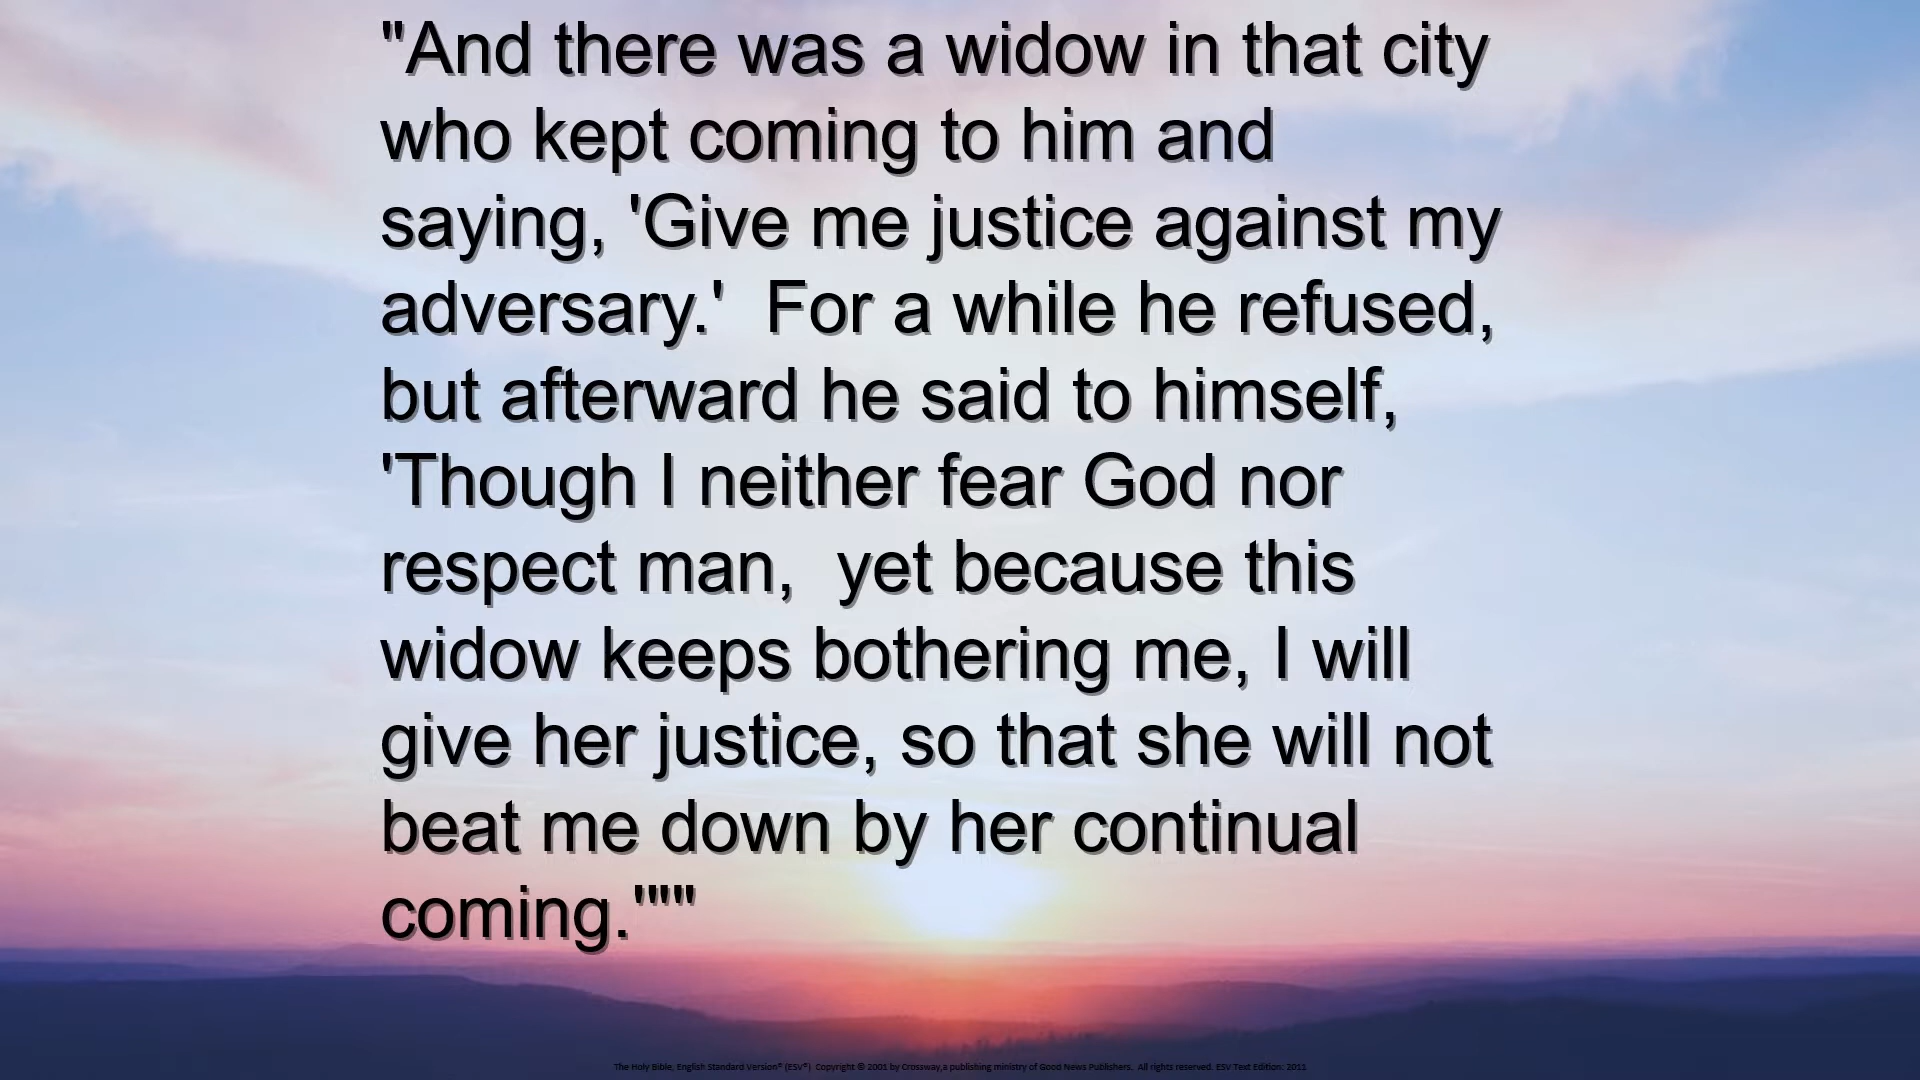 "And there was a widow in that city
who kept coming to him and
saying, 'Give me justice against my
adversary.'  For a while he refused,
but afterward he said to himself,
'Though I neither fear God nor
respect man,  yet because this
widow keeps bothering me, I will
give her justice, so that she will not
beat me down by her continual
coming.'"""
The Holy Bible, English Standard Version® (ESV®)  Copyright © 2001 by Crossway,a publishing ministry of Good News Publishers.  All rights reserved. ESV Text Edition: 2011